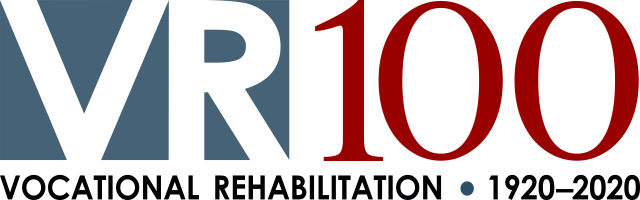 VR100
VOCATIONAL REHABILITATION • 1920–2020